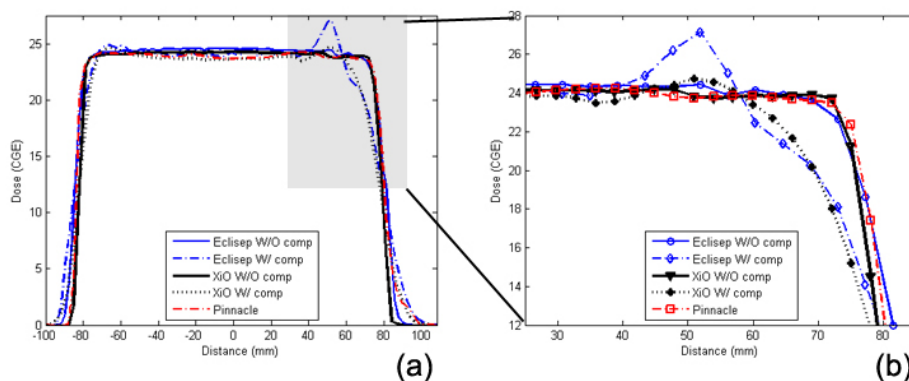 25
20
15
10
5
0
Dose (CGE)
-100 -80 -60 -40 -20 0 20 40 60 80 100
Distance (mm)
Eclisep W/O comp
Eclisep W/ comp
XiO W/O comp
XiO W/ comp
Pinnacle
(a)
28
26
24
22
20
18
16
14
12
Dose (CGE)
30 40 50 60 70 80
Distance (mm)
Eclisep W/O comp
Eclisep W/ comp
XiO W/O comp
XiO W/ comp
Pinnacle
(b)